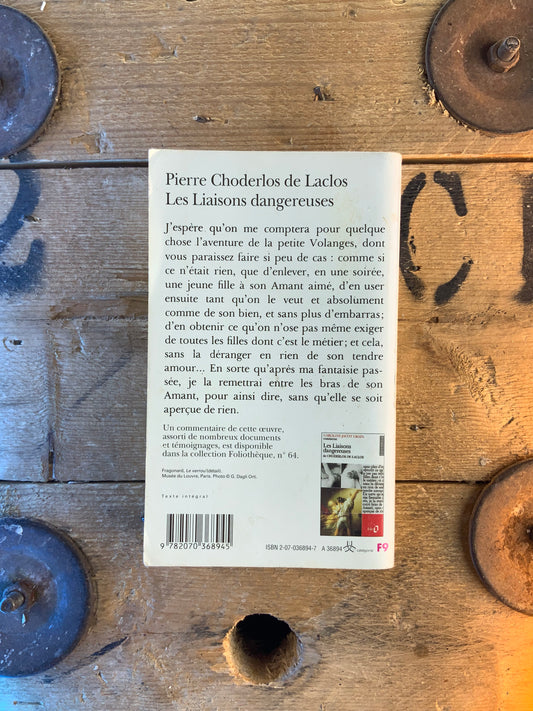 Pierre Choderlos de Laclos
Les Liaisons dangereuses
J'espère qu'on me comptera pour quelque
chose l'aventure de la petite Volanges, dont
vous paraissez faire si peu de cas : comme si
ce n'était rien, que d'enlever, en une soirée,
une jeune fille à son Amant aimé, d'en user
ensuite tant qu'on le veut et absolument
comme de son bien, et sans plus d'embarras ;
d'en obtenir ce qu'on n'ose pas même exiger
de toutes les filles dont c'est le métier ; et cela,
sans la déranger en rien de son tendre
amour... En sorte qu'après ma fantaisie pas-
sée, je la remettrai entre les bras de son
Amant, pour ainsi dire, sans qu'elle se soit
aperçue de rien.
Un commentaire de cette œuvre,
assorti de nombreux documents
et témoignages, est disponible
dans la collection Foliothèque, n° 64.
Fragonard, Le verrou (détail).
Musée du Louvre, Paris. Photo © G. Dagli Orti.
Texte intégral
Les Liaisons
dangereuses
de CHODERLOS DE LACLOS
9 782070 368945
ISBN 2-07-036894-7 A 36894 catégorie F9